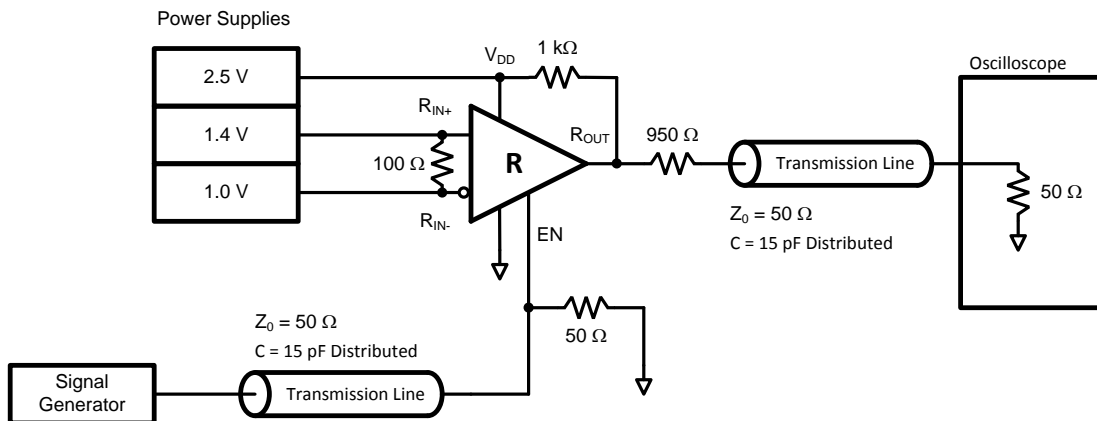 Power Supplies
2.5 V
1.4 V
1.0 V
V_DD
1 kΩ
R_IN+
100 Ω
R_IN-
R
R_OUT
EN
950 Ω
Transmission Line
Z_0 = 50 Ω
C = 15 pF Distributed
Oscilloscope
50 Ω
50 Ω
Z_0 = 50 Ω
C = 15 pF Distributed
Signal
Generator
Transmission Line